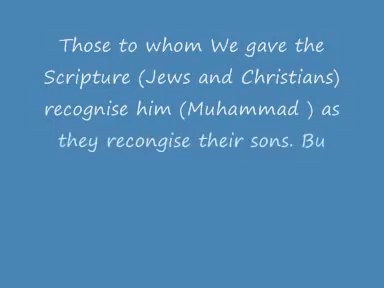 Those to whom We gave the
Scripture (Jews and Christians)
recognise him (Muhammad ) as
they recongise their sons. Bu